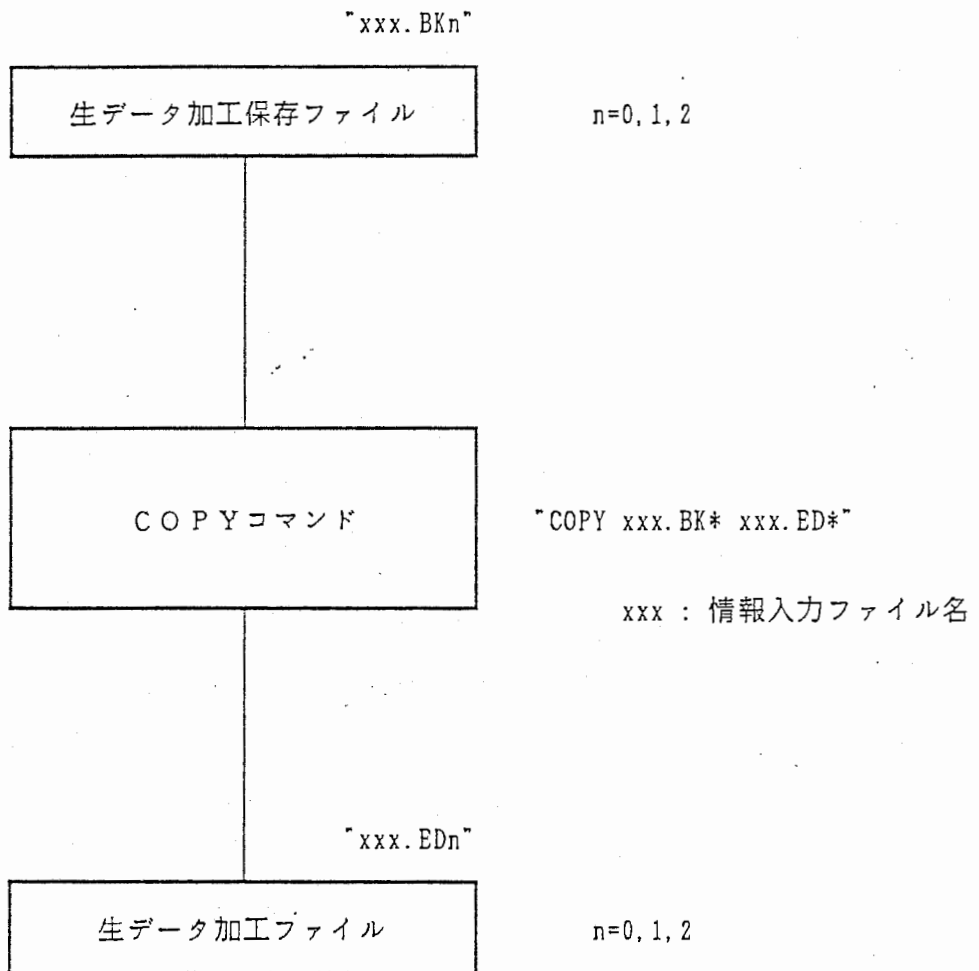 "xxx.BKn"
生データ加工保存ファイル
n=0,1,2
ＣＯＰＹコマンド
"COPY xxx.BK* xxx.ED*"
xxx : 情報入力ファイル名
"xxx.EDn"
生データ加工ファイル
n=0,1,2